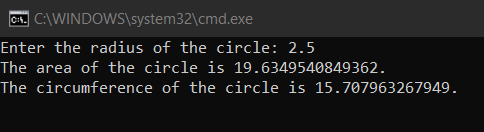 C:\WINDOWS\system32\cmd.exe
Enter the radius of the circle: 2.5
The area of the circle is 19.6349540849362.
The circumference of the circle is 15.707963267949.